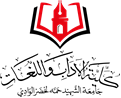 كلية الآداب واللغات
جامعة الشهيد حمه لخضر الوادي